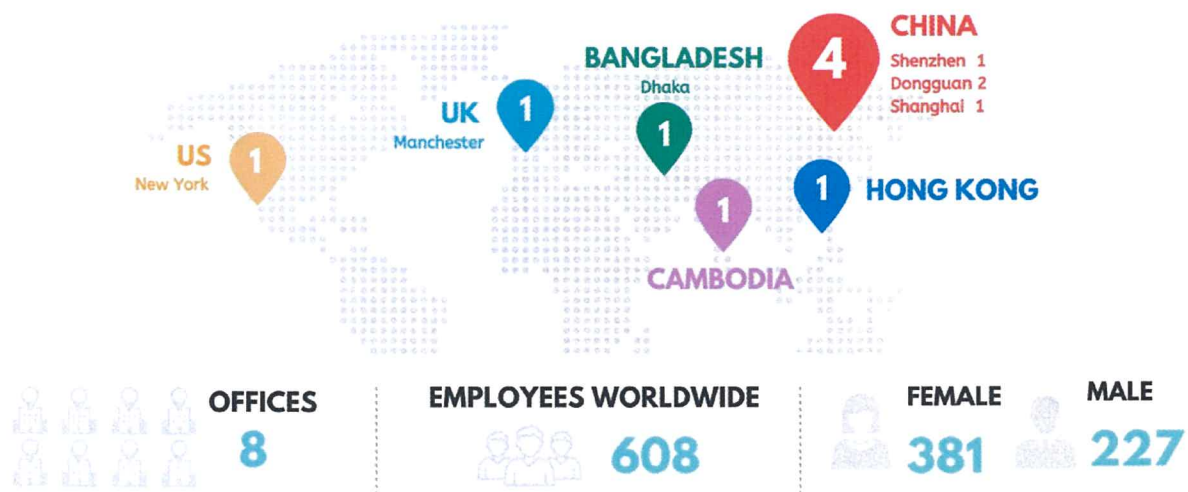 CHINA
4
Shenzhen 1
Dongguan 2
Shanghai 1
BANGLADESH
Dhaka
1
UK
1
Manchester
US
1
New York
1
HONG KONG
1
CAMBODIA
OFFICES
8
EMPLOYEES WORLDWIDE
608
FEMALE
381
MALE
227